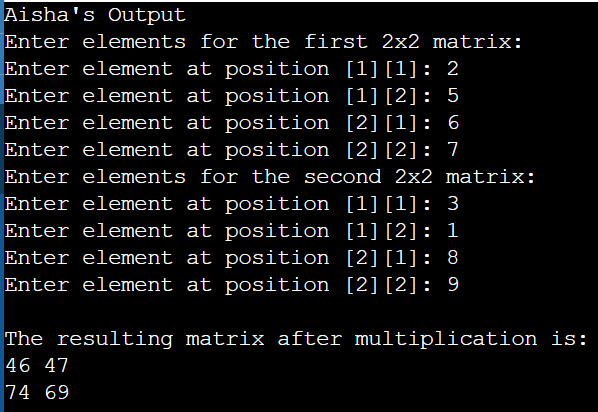 Aisha's Output
Enter elements for the first 2x2 matrix:
Enter element at position [1][1]: 2
Enter element at position [1][2]: 5
Enter element at position [2][1]: 6
Enter element at position [2][2]: 7
Enter elements for the second 2x2 matrix:
Enter element at position [1][1]: 3
Enter element at position [1][2]: 1
Enter element at position [2][1]: 8
Enter element at position [2][2]: 9
The resulting matrix after multiplication is:
46 47
74 69